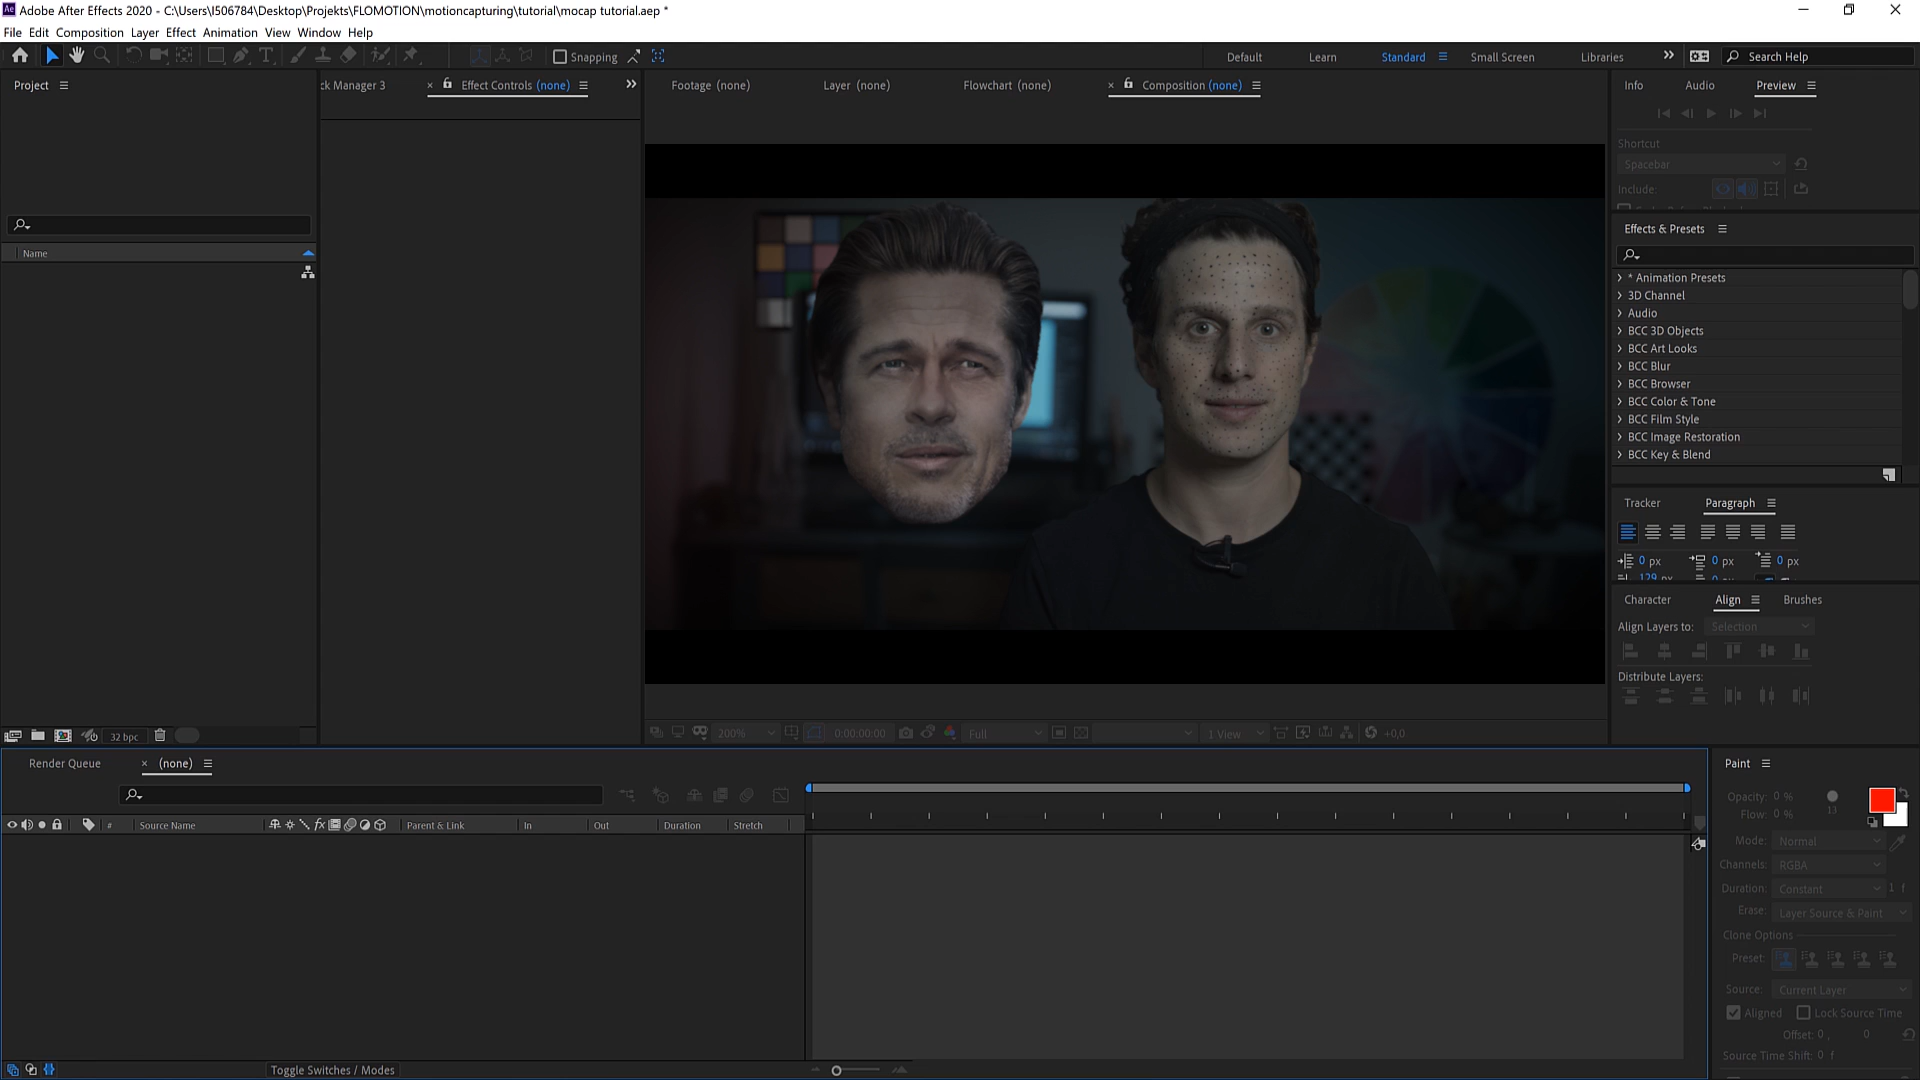 Adobe After Effects 2020 - C:\Users\I506784\Desktop\Projekts\FLOMOTION\motioncapturing\tutorial\mocap tutorial.aep *
File Edit Composition Layer Effect Animation View Window Help
Snapping
Default Learn Standard Small Screen Libraries Search Help
Project
ck Manager 3 Effect Controls (none)
Footage (none) Layer (none) Flowchart (none) Composition (none)
Info Audio Preview
Shortcut
Spacebar
Include:
Effects & Presets
Name
* Animation Presets
3D Channel
Audio
BCC 3D Objects
BCC Art Looks
BCC Blur
BCC Browser
BCC Color & Tone
BCC Film Style
BCC Image Restoration
BCC Key & Blend
Tracker Paragraph
0 px 0 px 0 px
129 px
Character Align Brushes
Align Layers to: Selection
Distribute Layers:
32 bpc
200% 0:00:00:00 Full 1 View +0,0
Render Queue (none)
# Source Name Parent & Link In Out Duration Stretch
Toggle Switches / Modes
Paint
Opacity: 0 %
Flow: 0 % 13
Mode: Normal
Channels: RGBA
Duration: Constant 1 f
Erase: Layer Source & Paint
Clone Options
Preset:
Source: Current Layer
Aligned Lock Source Time
Offset: 0 , 0
Source Time Shift: 0 f